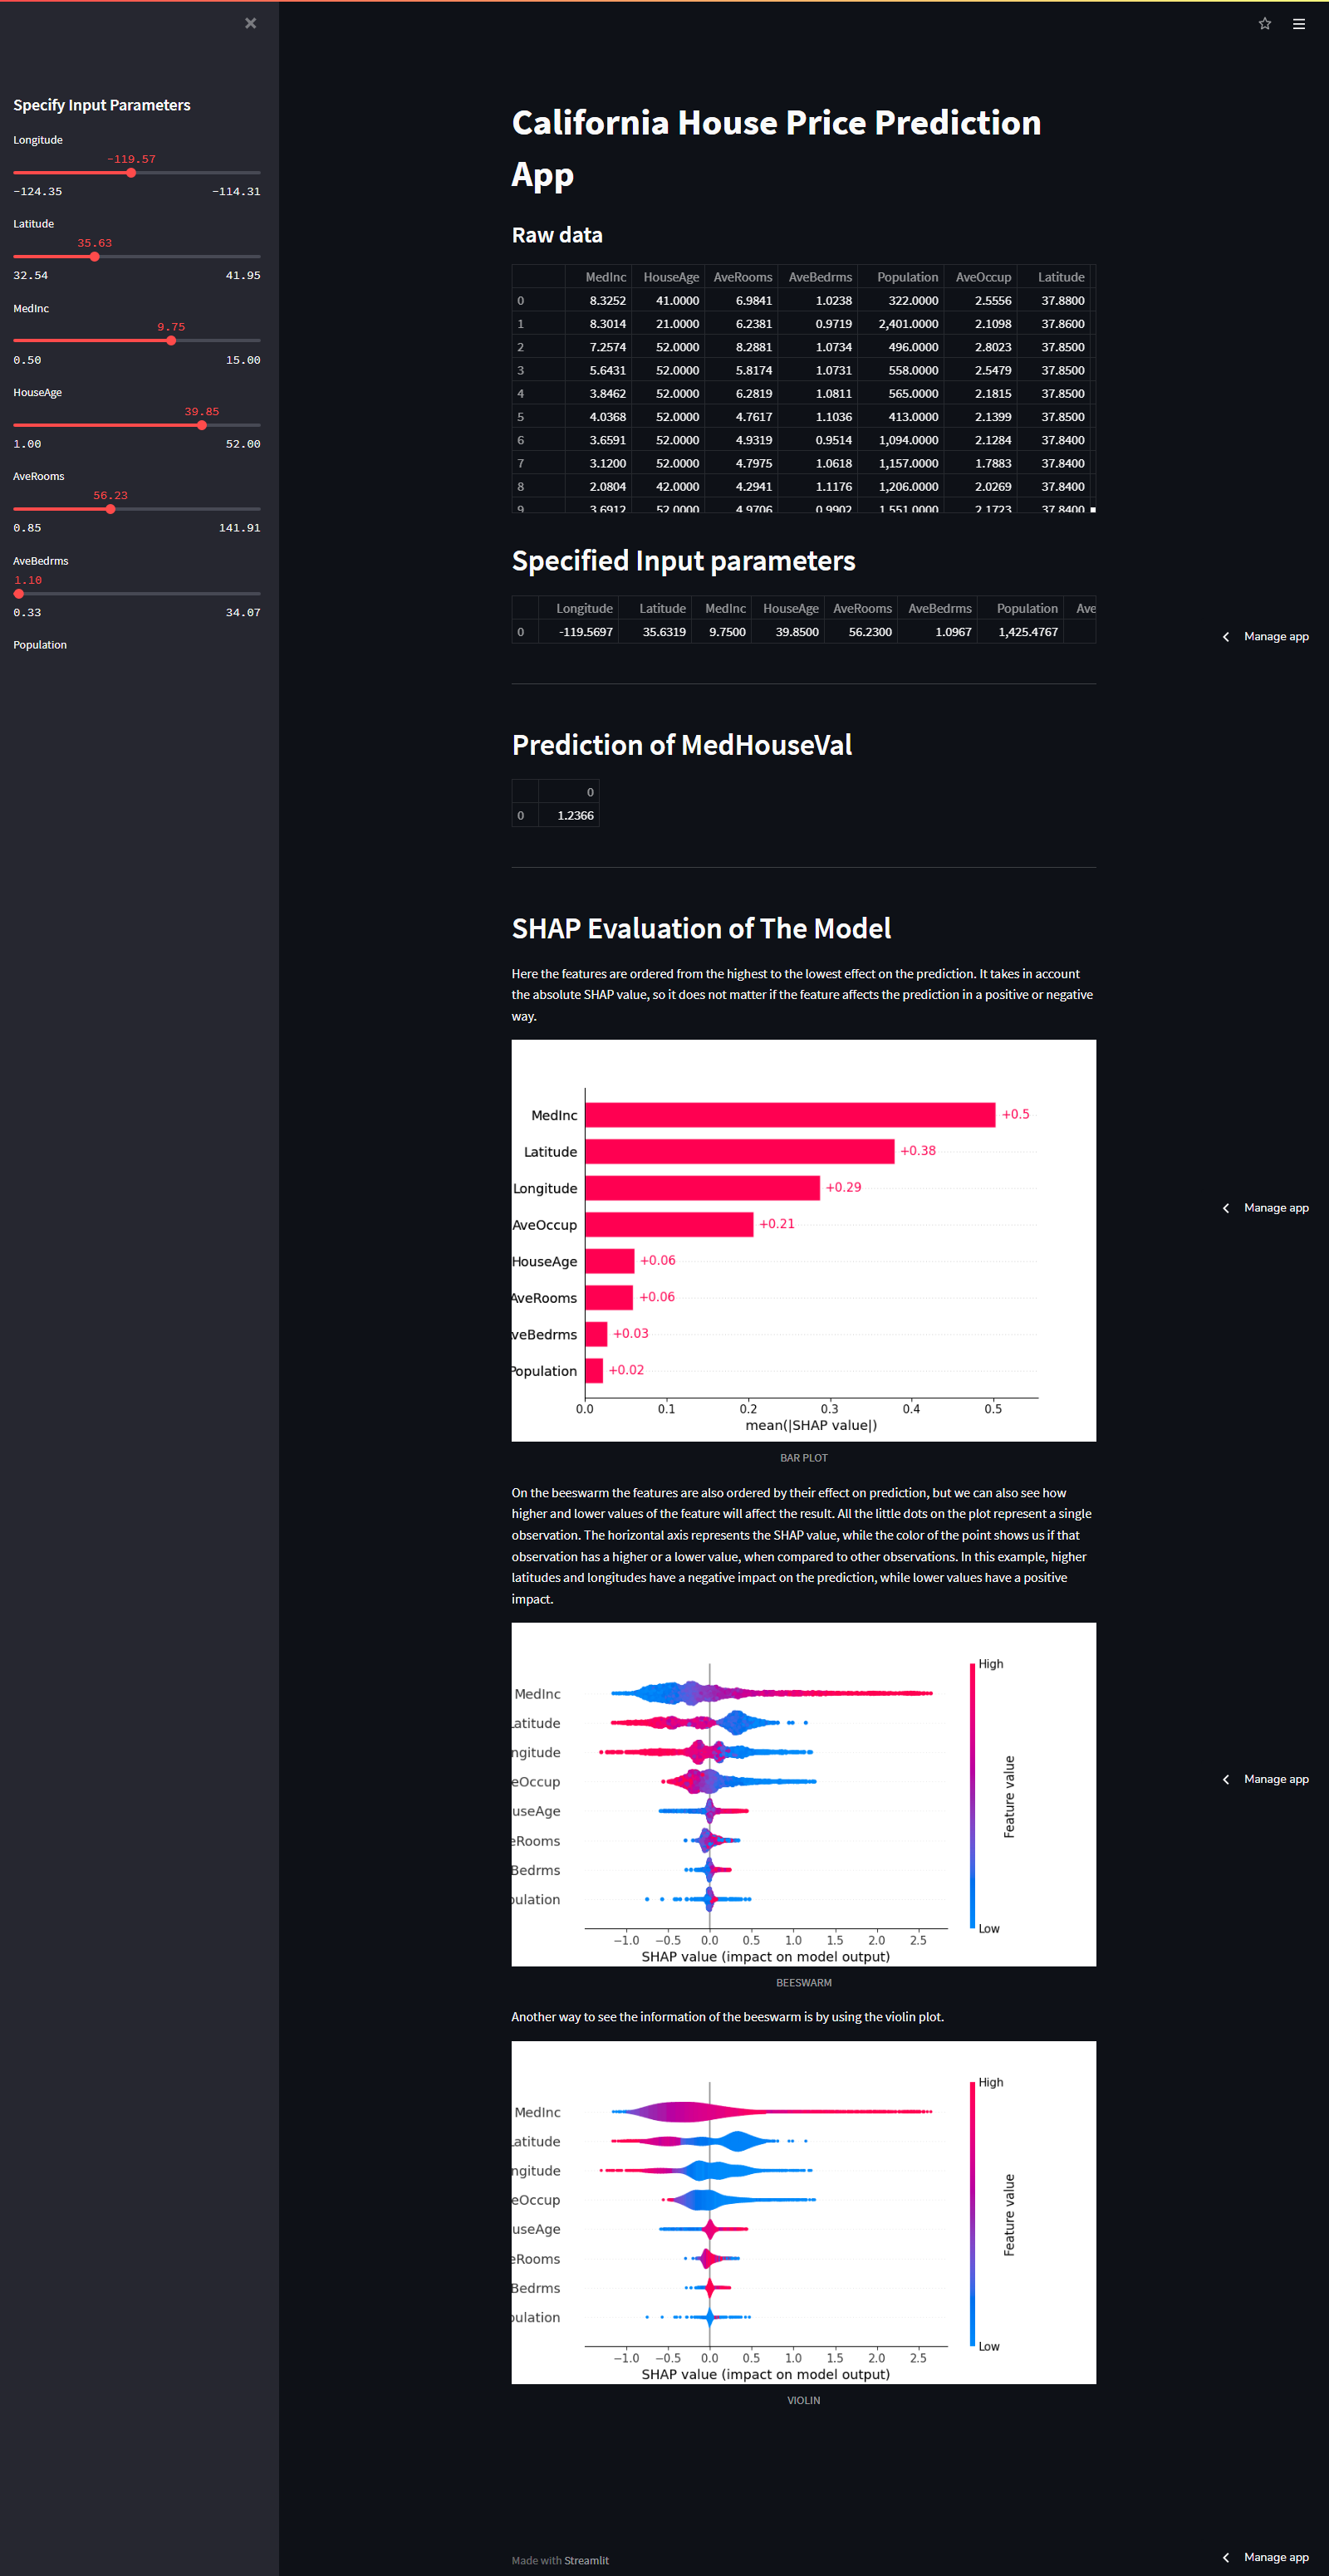 Specify Input Parameters
Longitude
-119.57
-124.35 -114.31
Latitude
35.63
32.54 41.95
MedInc
9.75
0.50 15.00
HouseAge
39.85
1.00 52.00
AveRooms
56.23
0.85 141.91
AveBedrms
1.10
0.33 34.07
Population
California House Price Prediction
App
Raw data
MedInc HouseAge AveRooms AveBedrms Population AveOccup Latitude
0 8.3252 41.0000 6.9841 1.0238 322.0000 2.5556 37.8800
1 8.3014 21.0000 6.2381 0.9719 2,401.0000 2.1098 37.8600
2 7.2574 52.0000 8.2881 1.0734 496.0000 2.8023 37.8500
3 5.6431 52.0000 5.8174 1.0731 558.0000 2.5479 37.8500
4 3.8462 52.0000 6.2819 1.0811 565.0000 2.1815 37.8500
5 4.0368 52.0000 4.7617 1.1036 413.0000 2.1399 37.8500
6 3.6591 52.0000 4.9319 0.9514 1,094.0000 2.1284 37.8400
7 3.1200 52.0000 4.7975 1.0618 1,157.0000 1.7883 37.8400
8 2.0804 42.0000 4.2941 1.1176 1,206.0000 2.0269 37.8400
9 3.6912 52.0000 4.9706 0.9902 1,551.0000 2.1723 37.8400
Specified Input parameters
Longitude Latitude MedInc HouseAge AveRooms AveBedrms Population Ave
0 -119.5697 35.6319 9.7500 39.8500 56.2300 1.0967 1,425.4767
Manage app
Prediction of MedHouseVal
0
0 1.2366
SHAP Evaluation of The Model
Here the features are ordered from the highest to the lowest effect on the prediction. It takes in account
the absolute SHAP value, so it does not matter if the feature affects the prediction in a positive or negative
way.
MedInc +0.5
Latitude +0.38
Longitude +0.29
Manage app
AveOccup +0.21
HouseAge +0.06
AveRooms +0.06
veBedrms +0.03
Population +0.02
0.0 0.1 0.2 0.3 0.4 0.5
mean(|SHAP value|)
BAR PLOT
On the beeswarm the features are also ordered by their effect on prediction, but we can also see how
higher and lower values of the feature will affect the result. All the little dots on the plot represent a single
observation. The horizontal axis represents the SHAP value, while the color of the point shows us if that
observation has a higher or a lower value, when compared to other observations. In this example, higher
latitudes and longitudes have a negative impact on the prediction, while lower values have a positive
impact.
High
MedInc
Latitude
ngitude
eOccup
Manage app
useAge
eRooms
Bedrms
pulation
Feature value
Low
−1.0 −0.5 0.0 0.5 1.0 1.5 2.0 2.5
SHAP value (impact on model output)
BEESWARM
Another way to see the information of the beeswarm is by using the violin plot.
High
MedInc
Latitude
ngitude
eOccup
useAge
eRooms
Bedrms
pulation
Feature value
Low
−1.0 −0.5 0.0 0.5 1.0 1.5 2.0 2.5
SHAP value (impact on model output)
VIOLIN
Made with Streamlit
Manage app